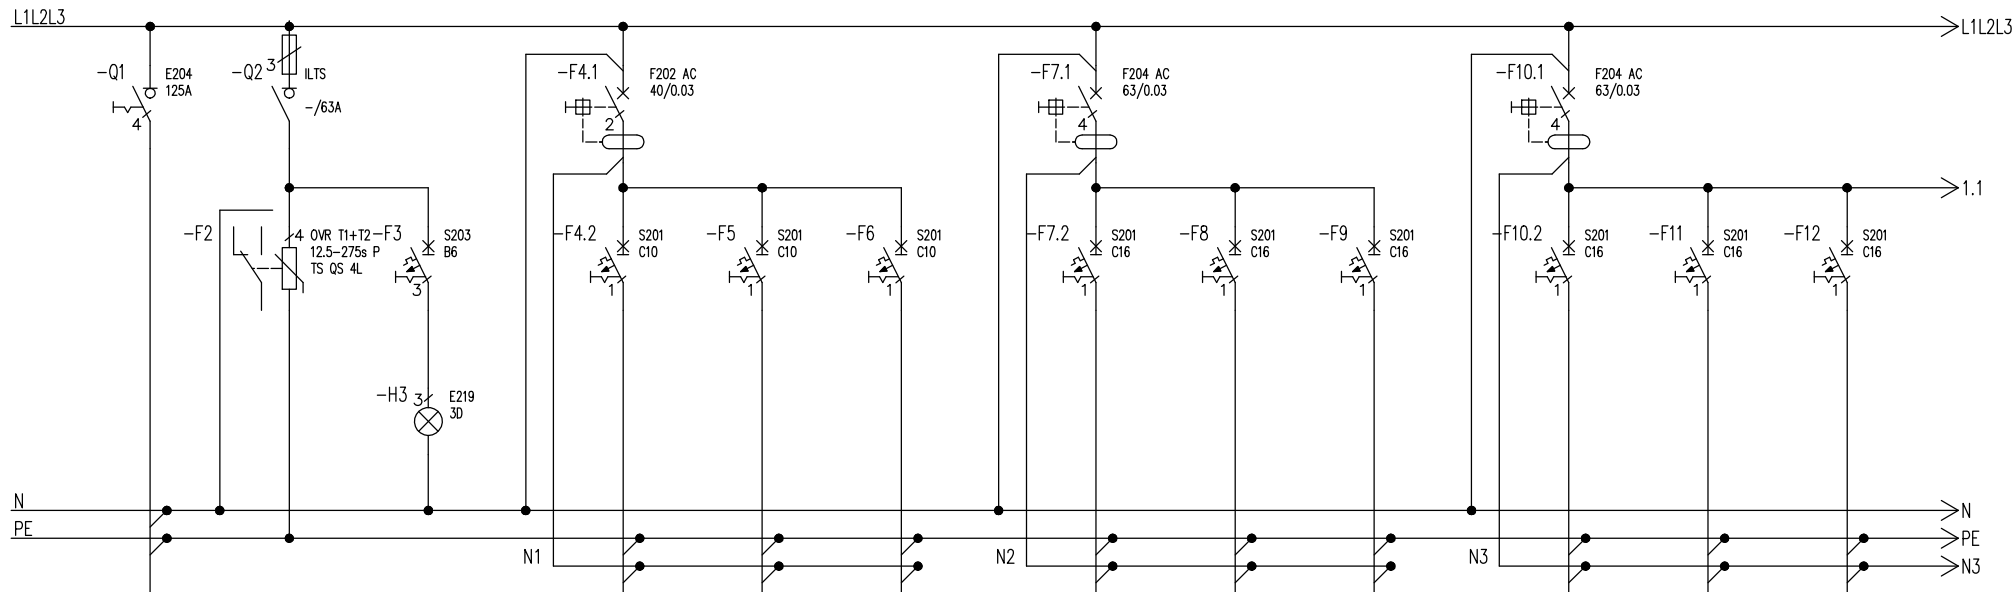 L1L2L3
L1L2L3
-Q1
E204
125A
4
-Q2
3
ILTS
-/63A
-F4.1
F202 AC
40/0.03
2
-F7.1
F204 AC
63/0.03
4
-F10.1
F204 AC
63/0.03
4
1.1
-F2
4
OVR T1+T2
12.5-275s P
TS QS 4L
-F3
S203
B6
3
-F4.2
S201
C10
1
-F5
S201
C10
1
-F6
S201
C10
1
-F7.2
S201
C16
1
-F8
S201
C16
1
-F9
S201
C16
1
-F10.2
S201
C16
1
-F11
S201
C16
1
-F12
S201
C16
1
-H3
3
E219
3D
N
N
PE
PE
N1
N2
N3
N3